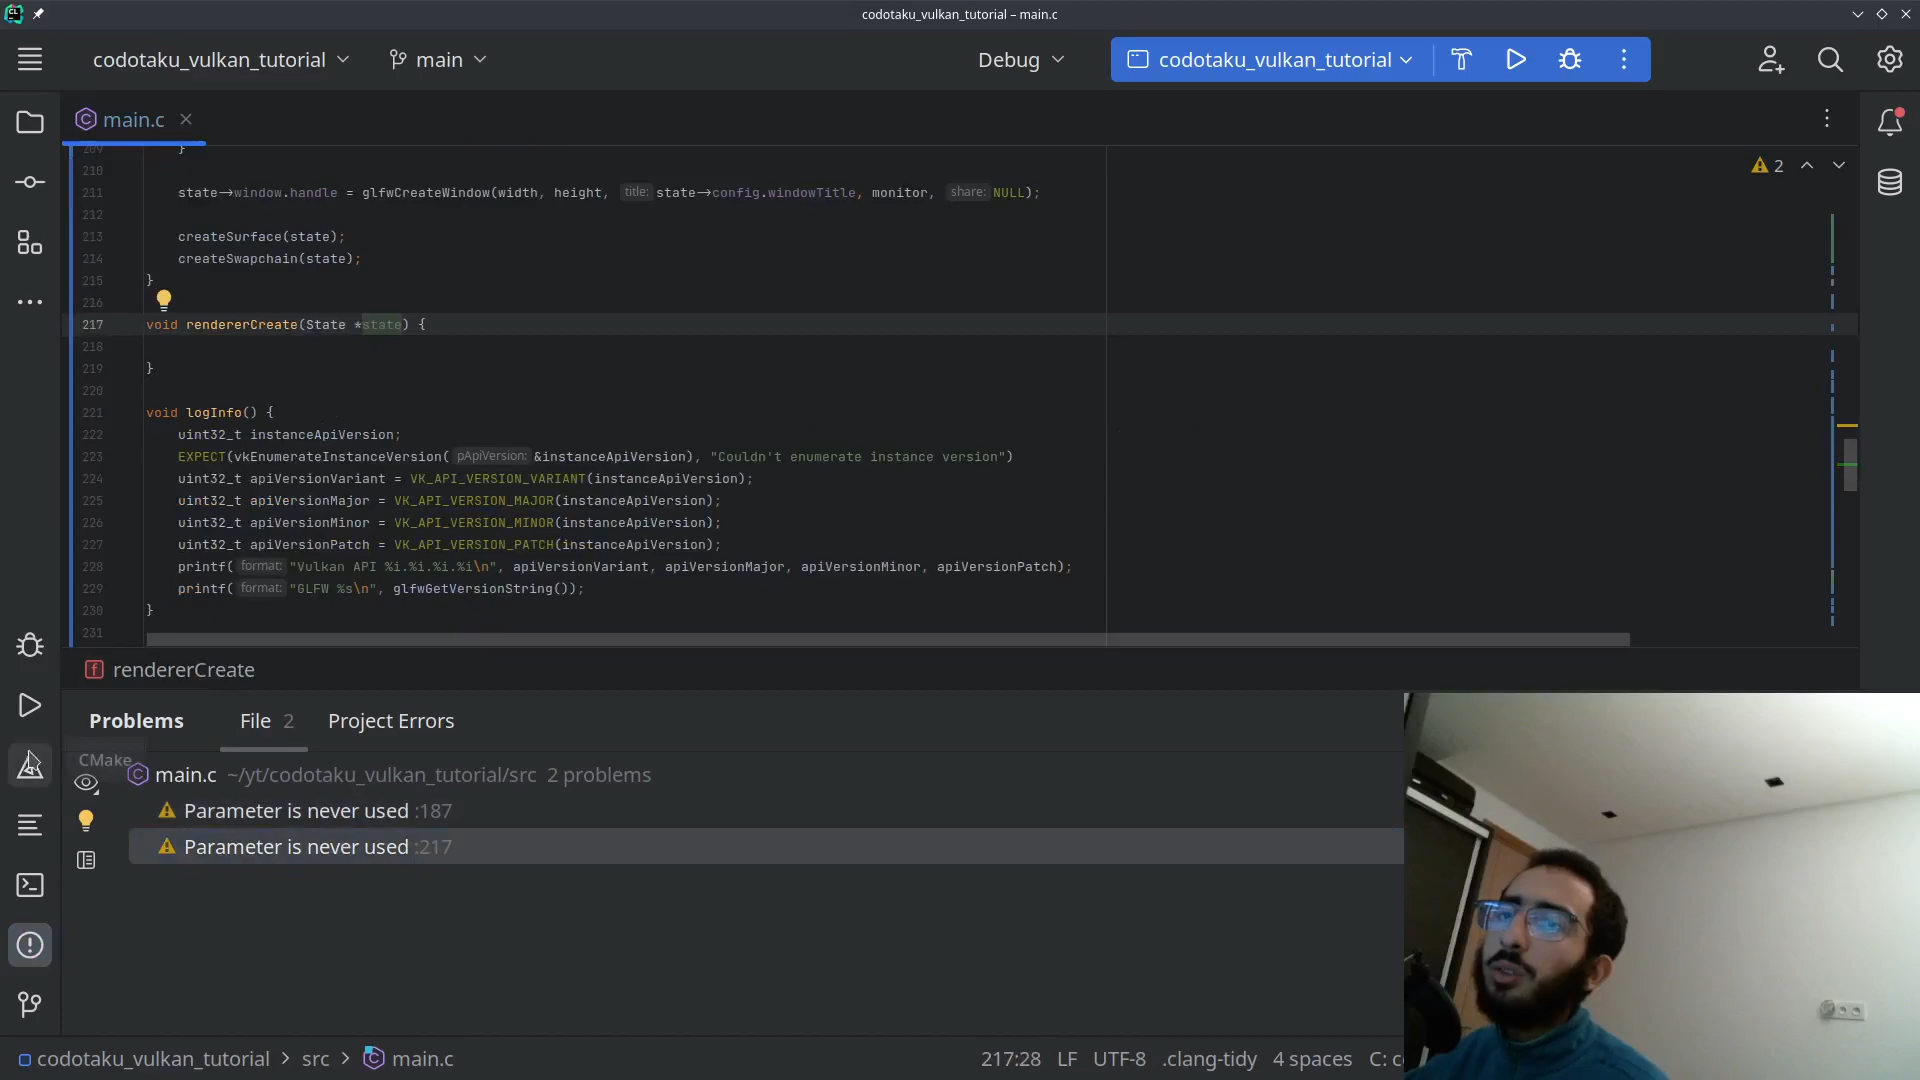 codotaku_vulkan_tutorial – main.c
codotaku_vulkan_tutorial
main
Debug
codotaku_vulkan_tutorial
main.c
2
209 }
210
211 state→window.handle = glfwCreateWindow(width, height, title: state→config.windowTitle, monitor, share: NULL);
212
213 createSurface(state);
214 createSwapchain(state);
215 }
216
217 void rendererCreate(State *state) {
218
219 }
220
221 void logInfo() {
222 uint32_t instanceApiVersion;
223 EXPECT(vkEnumerateInstanceVersion( pApiVersion: &instanceApiVersion), "Couldn't enumerate instance version")
224 uint32_t apiVersionVariant = VK_API_VERSION_VARIANT(instanceApiVersion);
225 uint32_t apiVersionMajor = VK_API_VERSION_MAJOR(instanceApiVersion);
226 uint32_t apiVersionMinor = VK_API_VERSION_MINOR(instanceApiVersion);
227 uint32_t apiVersionPatch = VK_API_VERSION_PATCH(instanceApiVersion);
228 printf( format: "Vulkan API %i.%i.%i.%i\n", apiVersionVariant, apiVersionMajor, apiVersionMinor, apiVersionPatch);
229 printf( format: "GLFW %s\n", glfwGetVersionString());
230 }
231
rendererCreate
Problems File 2 Project Errors
CMake
main.c ~/yt/codotaku_vulkan_tutorial/src 2 problems
Parameter is never used :187
Parameter is never used :217
codotaku_vulkan_tutorial > src > main.c 217:28 LF UTF-8 .clang-tidy 4 spaces C: